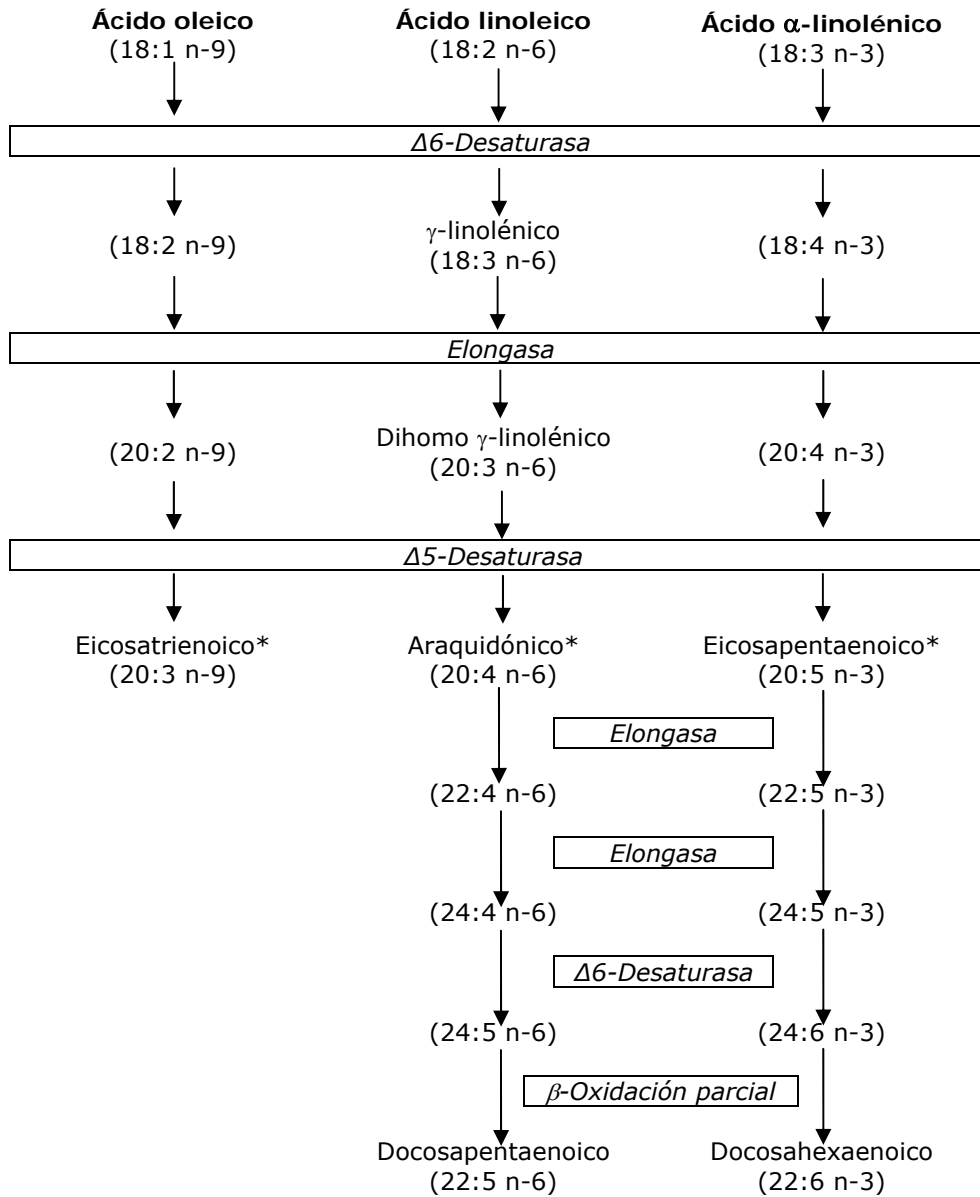 Ácido oleico
(18:1 n-9)
Ácido linoleico
(18:2 n-6)
Ácido α-linolénico
(18:3 n-3)
Δ6-Desaturasa
(18:2 n-9)
γ-linolénico
(18:3 n-6)
(18:4 n-3)
Elongasa
(20:2 n-9)
Dihomo γ-linolénico
(20:3 n-6)
(20:4 n-3)
Δ5-Desaturasa
Eicosatrienoico*
(20:3 n-9)
Araquidónico*
(20:4 n-6)
Eicosapentaenoico*
(20:5 n-3)
Elongasa
(22:4 n-6)
(22:5 n-3)
Elongasa
(24:4 n-6)
(24:5 n-3)
Δ6-Desaturasa
(24:5 n-6)
(24:6 n-3)
β-Oxidación parcial
Docosapentaenoico
(22:5 n-6)
Docosahexaenoico
(22:6 n-3)